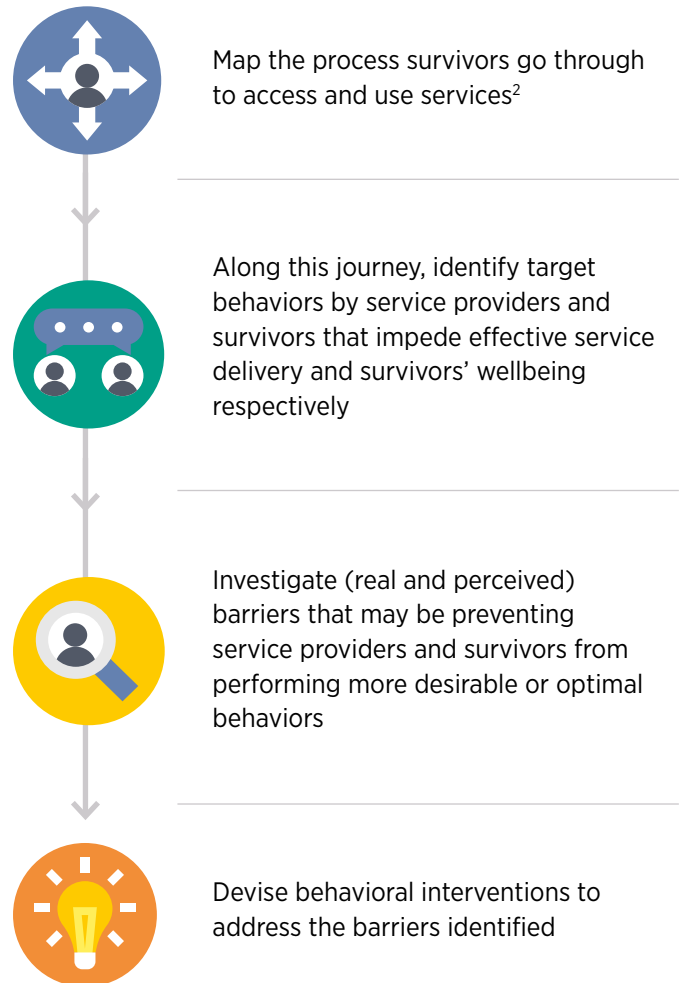 Map the process survivors go through
to access and use services²
Along this journey, identify target
behaviors by service providers and
survivors that impede effective service
delivery and survivors’ wellbeing
respectively
Investigate (real and perceived)
barriers that may be preventing
service providers and survivors from
performing more desirable or optimal
behaviors
Devise behavioral interventions to
address the barriers identified